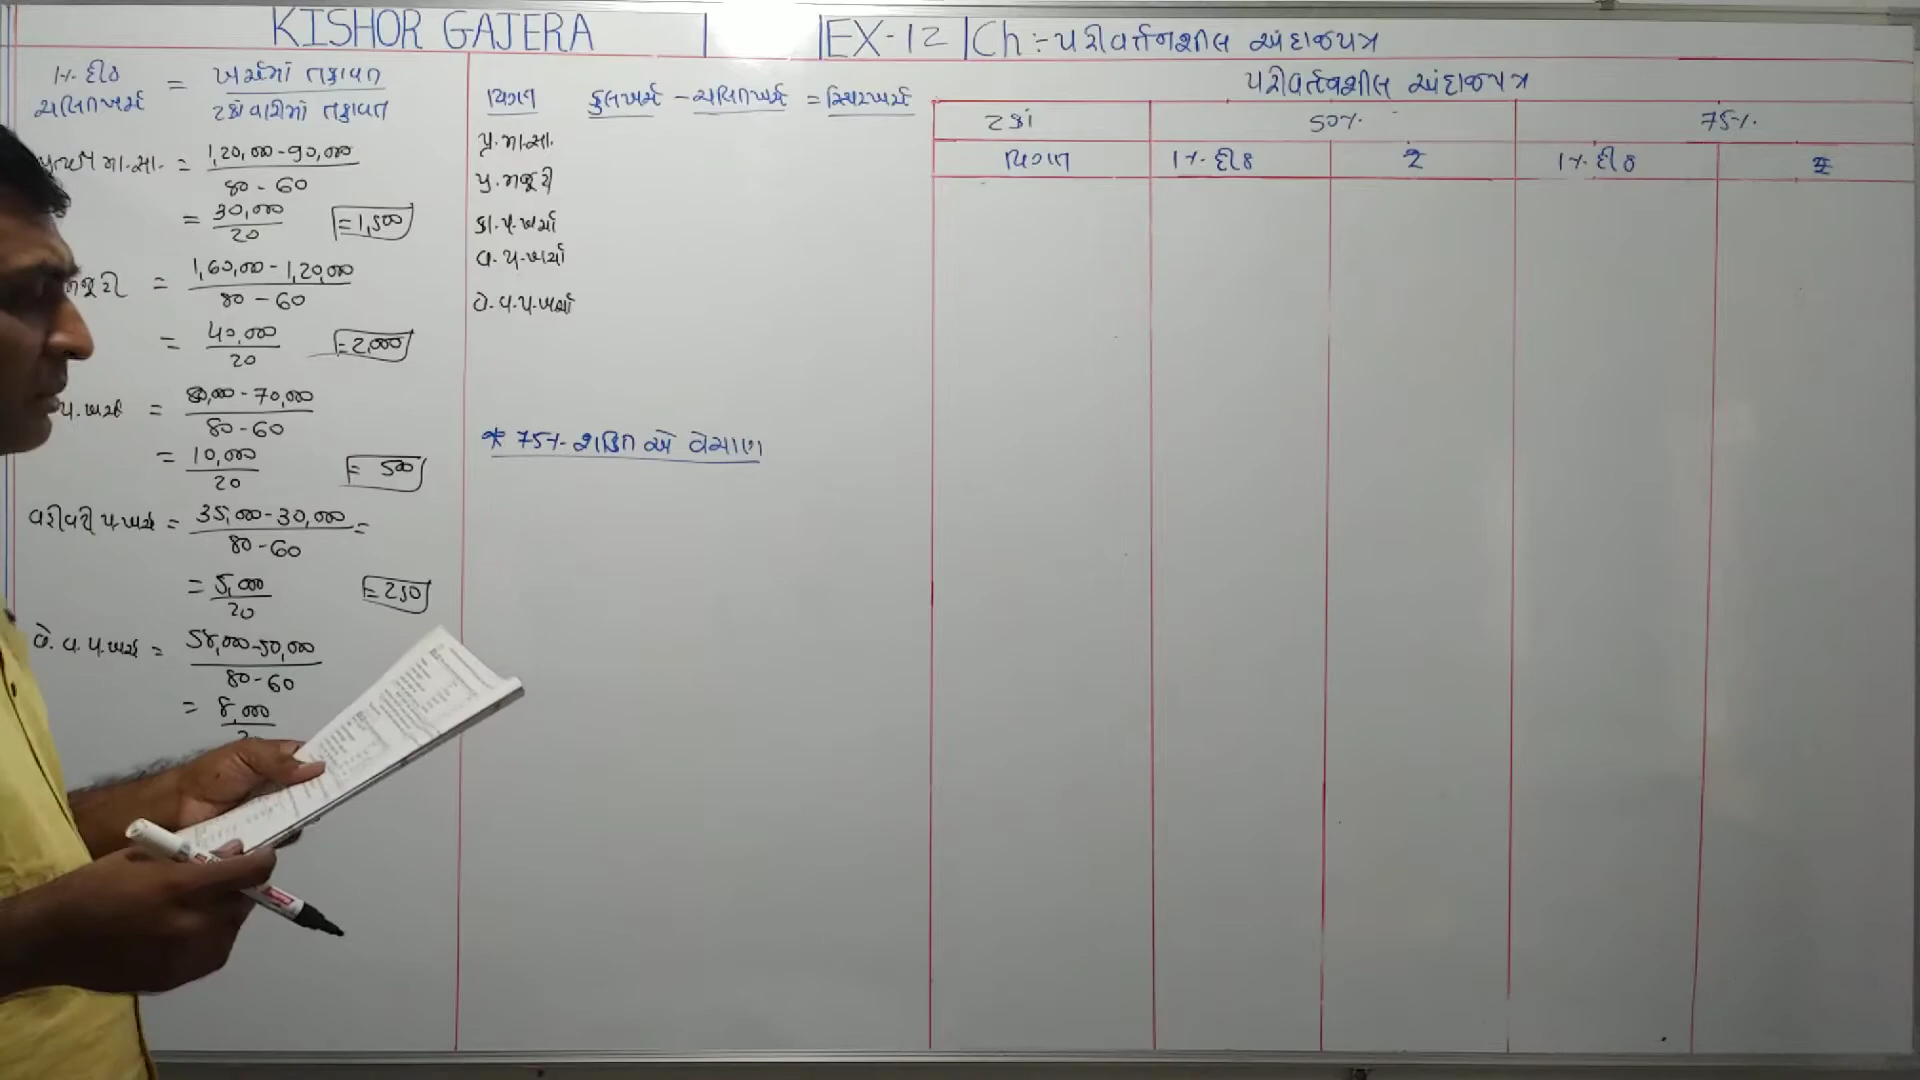 KISHOR GAJERA
EX-12
Ch :- પરીવર્તનશીલ અંદાજપત્ર
1%. દીઠ ચલિતખર્ચ = ખર્ચમાં તફાવત / ટકાવારીમાં તફાવત
મા.સા. = 1,20,000-90,000 / 80-60
= 30,000 / 20 = 1,500
મજૂરી = 1,60,000-1,20,000 / 80-60
= 40,000 / 20 = 2,000
પ.ખર્ચ = 80,000-70,000 / 80-60
= 10,000 / 20 = 500
વહીવટી પ.ખર્ચ = 35,000-30,000 / 80-60 =
= 5,000 / 20 = 250
વે.વ.પ.ખર્ચ = 58,000-50,000 / 80-60
= 8,000
વિગત કુલખર્ચ - ચલિતખર્ચ = સ્થિરખર્ચ
પ્ર.મા.સા.
પ્ર.મજૂરી
કા.પ.ખર્ચા
વ.પ.ખર્ચા
વે.વ.પ.ખર્ચા
* 75%. શક્તિ એ વેચાણ
પરીવર્તનશીલ અંદાજપત્ર
ટકા 50%. 75%.
વિગત 1%. દીઠ ₹ 1%. દીઠ ₹